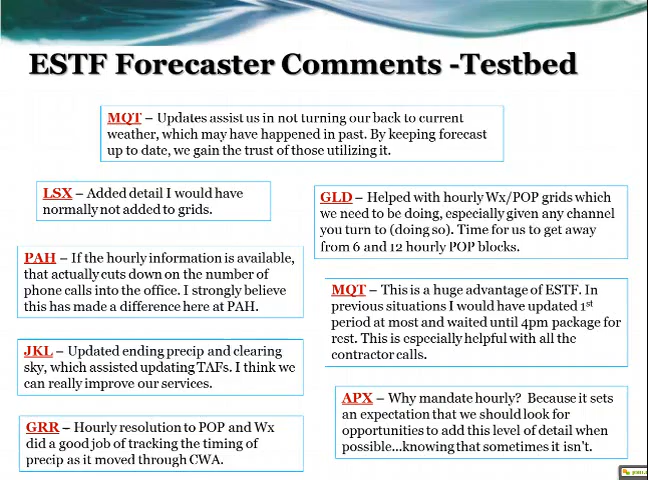 ESTF Forecaster Comments -Testbed
MQT – Updates assist us in not turning our back to current
weather, which may have happened in past. By keeping forecast
up to date, we gain the trust of those utilizing it.
LSX – Added detail I would have
normally not added to grids.
GLD – Helped with hourly Wx/POP grids which
we need to be doing, especially given any channel
you turn to (doing so). Time for us to get away
from 6 and 12 hourly POP blocks.
PAH – If the hourly information is available,
that actually cuts down on the number of
phone calls into the office. I strongly believe
this has made a difference here at PAH.
MQT – This is a huge advantage of ESTF. In
previous situations I would have updated 1st
period at most and waited until 4pm package for
rest. This is especially helpful with all the
contractor calls.
JKL – Updated ending precip and clearing
sky, which assisted updating TAFs. I think we
can really improve our services.
APX – Why mandate hourly? Because it sets
an expectation that we should look for
opportunities to add this level of detail when
possible...knowing that sometimes it isn't.
GRR – Hourly resolution to POP and Wx
did a good job of tracking the timing of
precip as it moved through CWA.